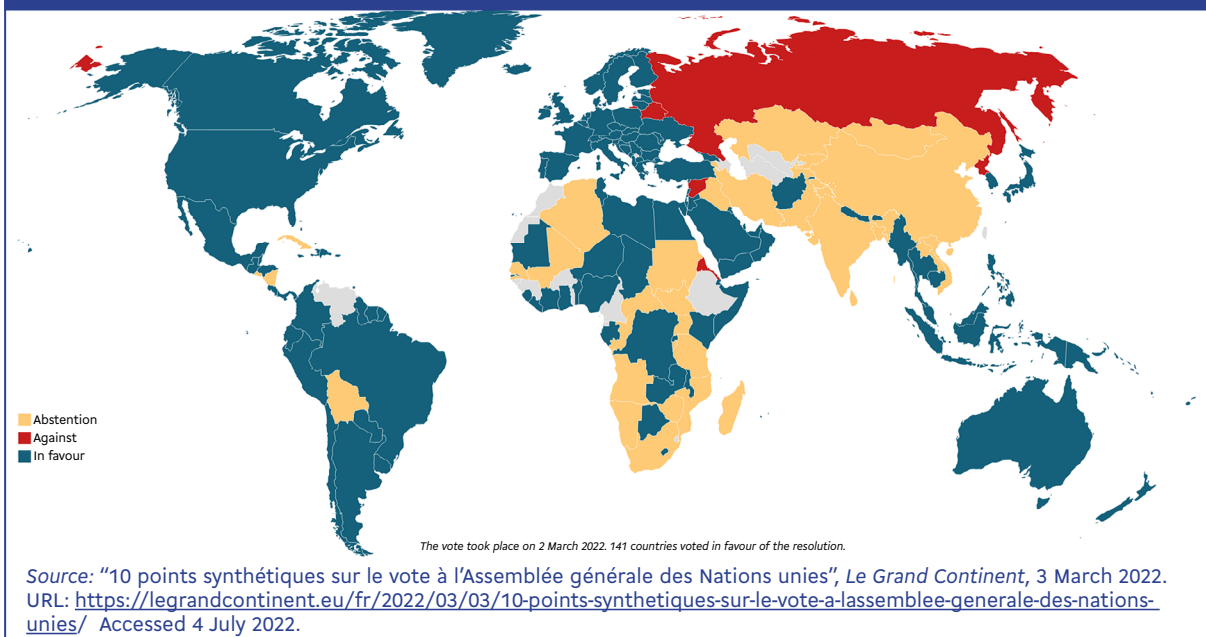 Abstention
Against
In favour
The vote took place on 2 March 2022. 141 countries voted in favour of the resolution.
Source: “10 points synthétiques sur le vote à l’Assemblée générale des Nations unies”, Le Grand Continent, 3 March 2022.
URL: https://legrandcontinent.eu/fr/2022/03/03/10-points-synthetiques-sur-le-vote-a-lassemblee-generale-des-nations-
unies/ Accessed 4 July 2022.